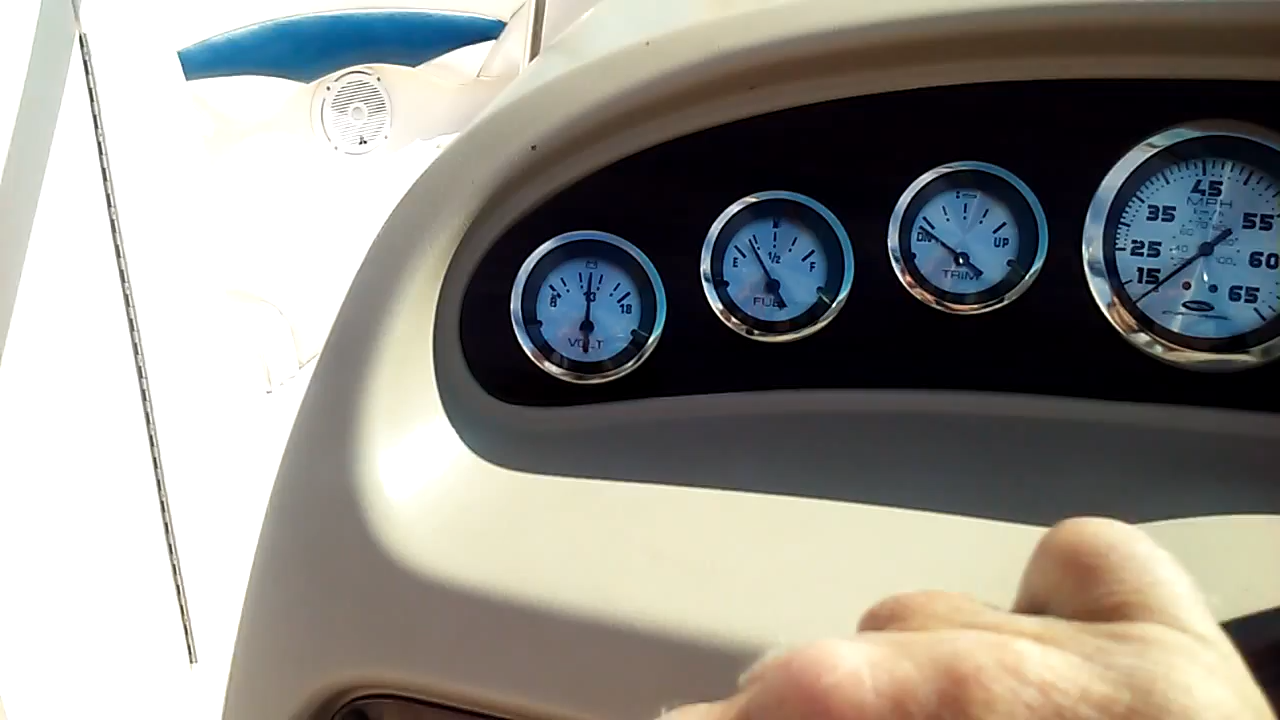 8 13 18
VOLT
E 1/2 F
FUEL
DN UP
TRIM
45
MPH
35 55
25 60
15 65